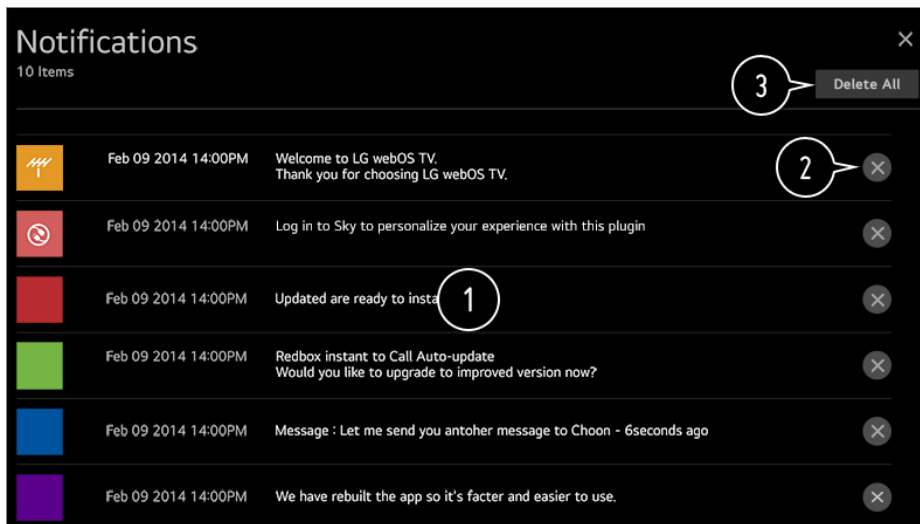 Notifications
10 Items
3
Delete All
Feb 09 2014 14:00PM
Welcome to LG webOS TV.
Thank you for choosing LG webOS TV.
2
Feb 09 2014 14:00PM
Log in to Sky to personalize your experience with this plugin
Feb 09 2014 14:00PM
Updated are ready to insta
1
Feb 09 2014 14:00PM
Redbox instant to Call Auto-update
Would you like to upgrade to improved version now?
Feb 09 2014 14:00PM
Message : Let me send you antoher message to Choon - 6seconds ago
Feb 09 2014 14:00PM
We have rebuilt the app so it's facter and easier to use.